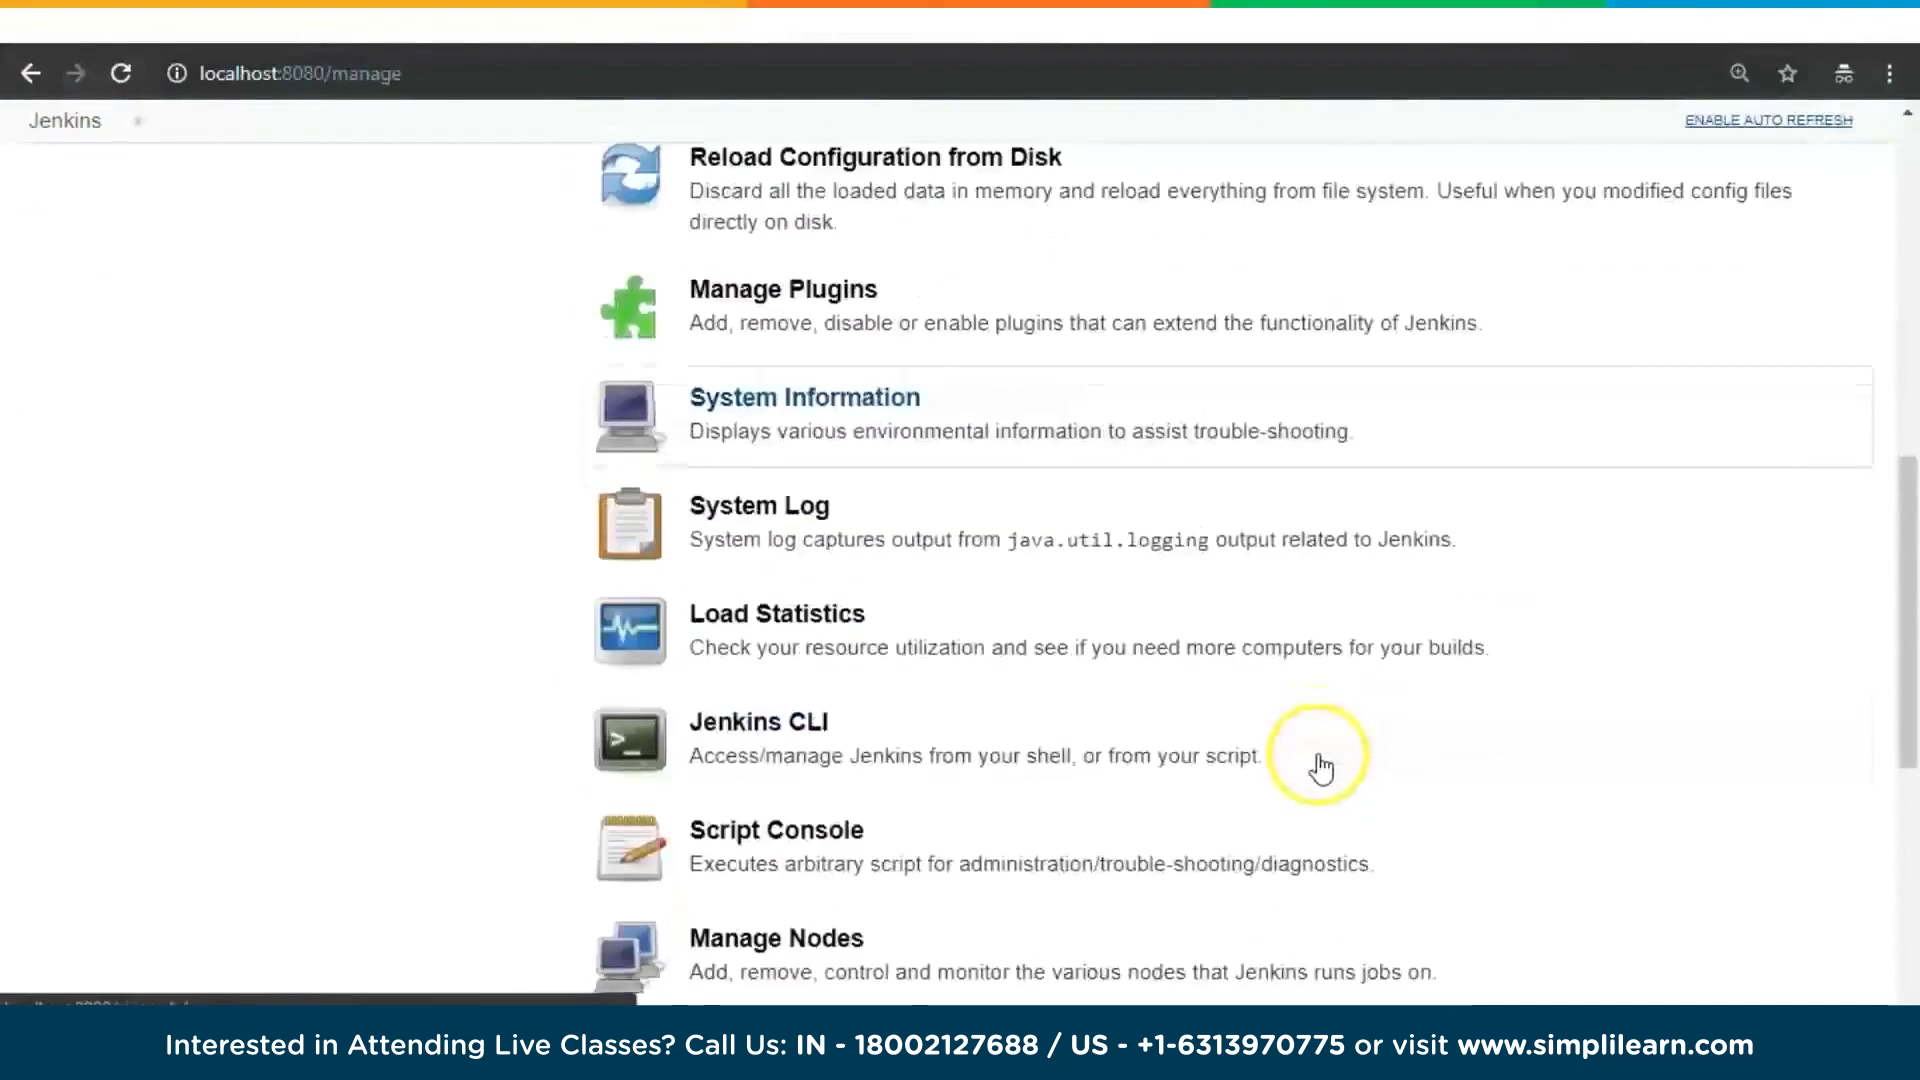 localhost:8080/manage
Jenkins
ENABLE AUTO REFRESH
Reload Configuration from Disk
Discard all the loaded data in memory and reload everything from file system. Useful when you modified config files
directly on disk.
Manage Plugins
Add, remove, disable or enable plugins that can extend the functionality of Jenkins.
System Information
Displays various environmental information to assist trouble-shooting.
System Log
System log captures output from java.util.logging output related to Jenkins.
Load Statistics
Check your resource utilization and see if you need more computers for your builds.
Jenkins CLI
Access/manage Jenkins from your shell, or from your script.
Script Console
Executes arbitrary script for administration/trouble-shooting/diagnostics.
Manage Nodes
Add, remove, control and monitor the various nodes that Jenkins runs jobs on.
Interested in Attending Live Classes? Call Us: IN - 18002127688 / US - +1-6313970775 or visit www.simplilearn.com